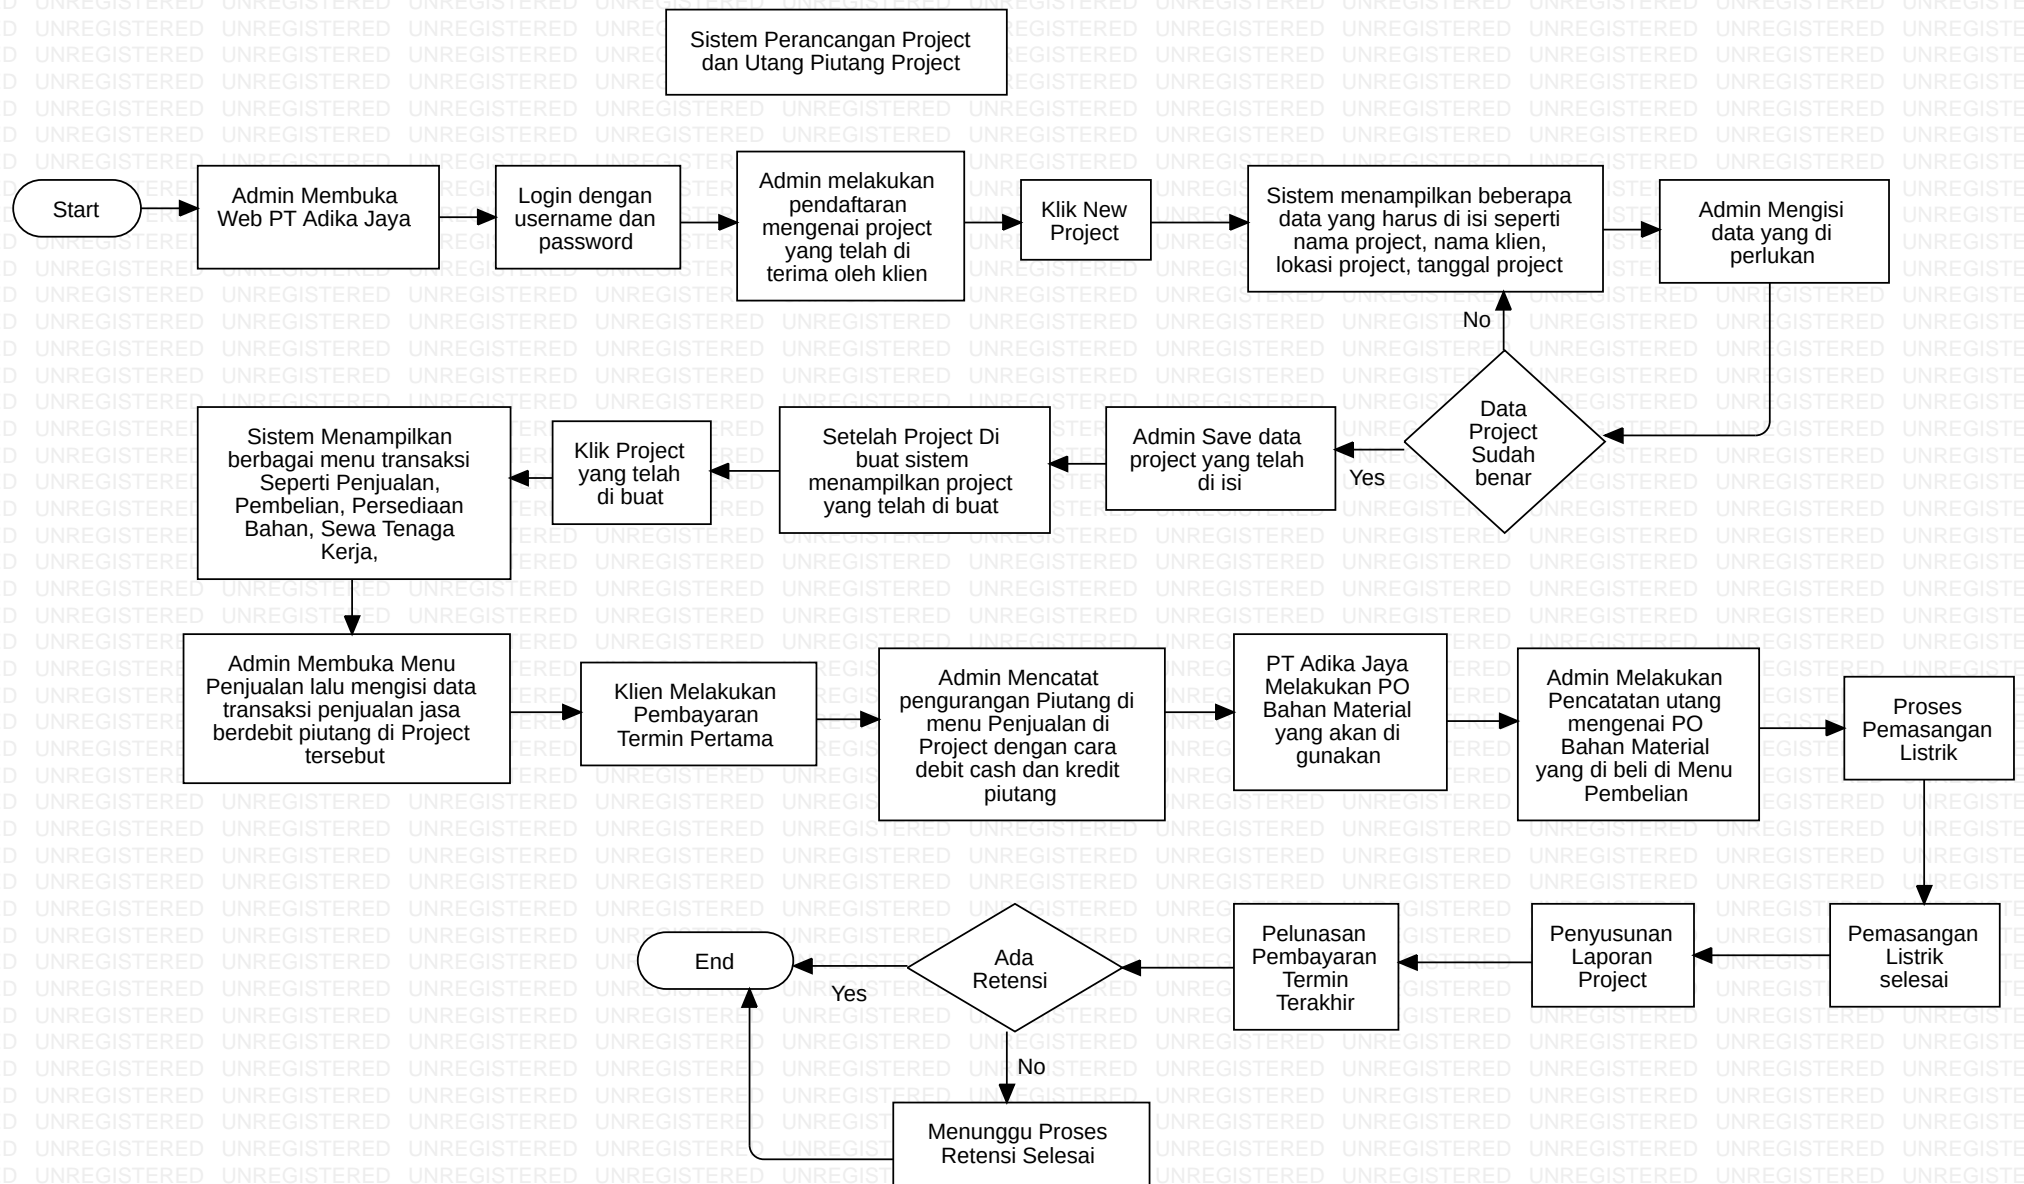 Sistem Perancangan Project
dan Utang Piutang Project
Start
Admin Membuka
Web PT Adika Jaya
Login dengan
username dan
password
Admin melakukan
pendaftaran
mengenai project
yang telah di
terima oleh klien
Klik New
Project
Sistem menampilkan beberapa
data yang harus di isi seperti
nama project, nama klien,
lokasi project, tanggal project
Admin Mengisi
data yang di
perlukan
No
Data
Project
Sudah
benar
Yes
Admin Save data
project yang telah
di isi
Setelah Project Di
buat sistem
menampilkan project
yang telah di buat
Klik Project
yang telah
di buat
Sistem Menampilkan
berbagai menu transaksi
Seperti Penjualan,
Pembelian, Persediaan
Bahan, Sewa Tenaga
Kerja,
Admin Membuka Menu
Penjualan lalu mengisi data
transaksi penjualan jasa
berdebit piutang di Project
tersebut
Klien Melakukan
Pembayaran
Termin Pertama
Admin Mencatat
pengurangan Piutang di
menu Penjualan di
Project dengan cara
debit cash dan kredit
piutang
PT Adika Jaya
Melakukan PO
Bahan Material
yang akan di
gunakan
Admin Melakukan
Pencatatan utang
mengenai PO
Bahan Material
yang di beli di Menu
Pembelian
Proses
Pemasangan
Listrik
Pemasangan
Listrik
selesai
Penyusunan
Laporan
Project
Pelunasan
Pembayaran
Termin
Terakhir
Ada
Retensi
Yes
End
No
Menunggu Proses
Retensi Selesai
UNREGISTERED